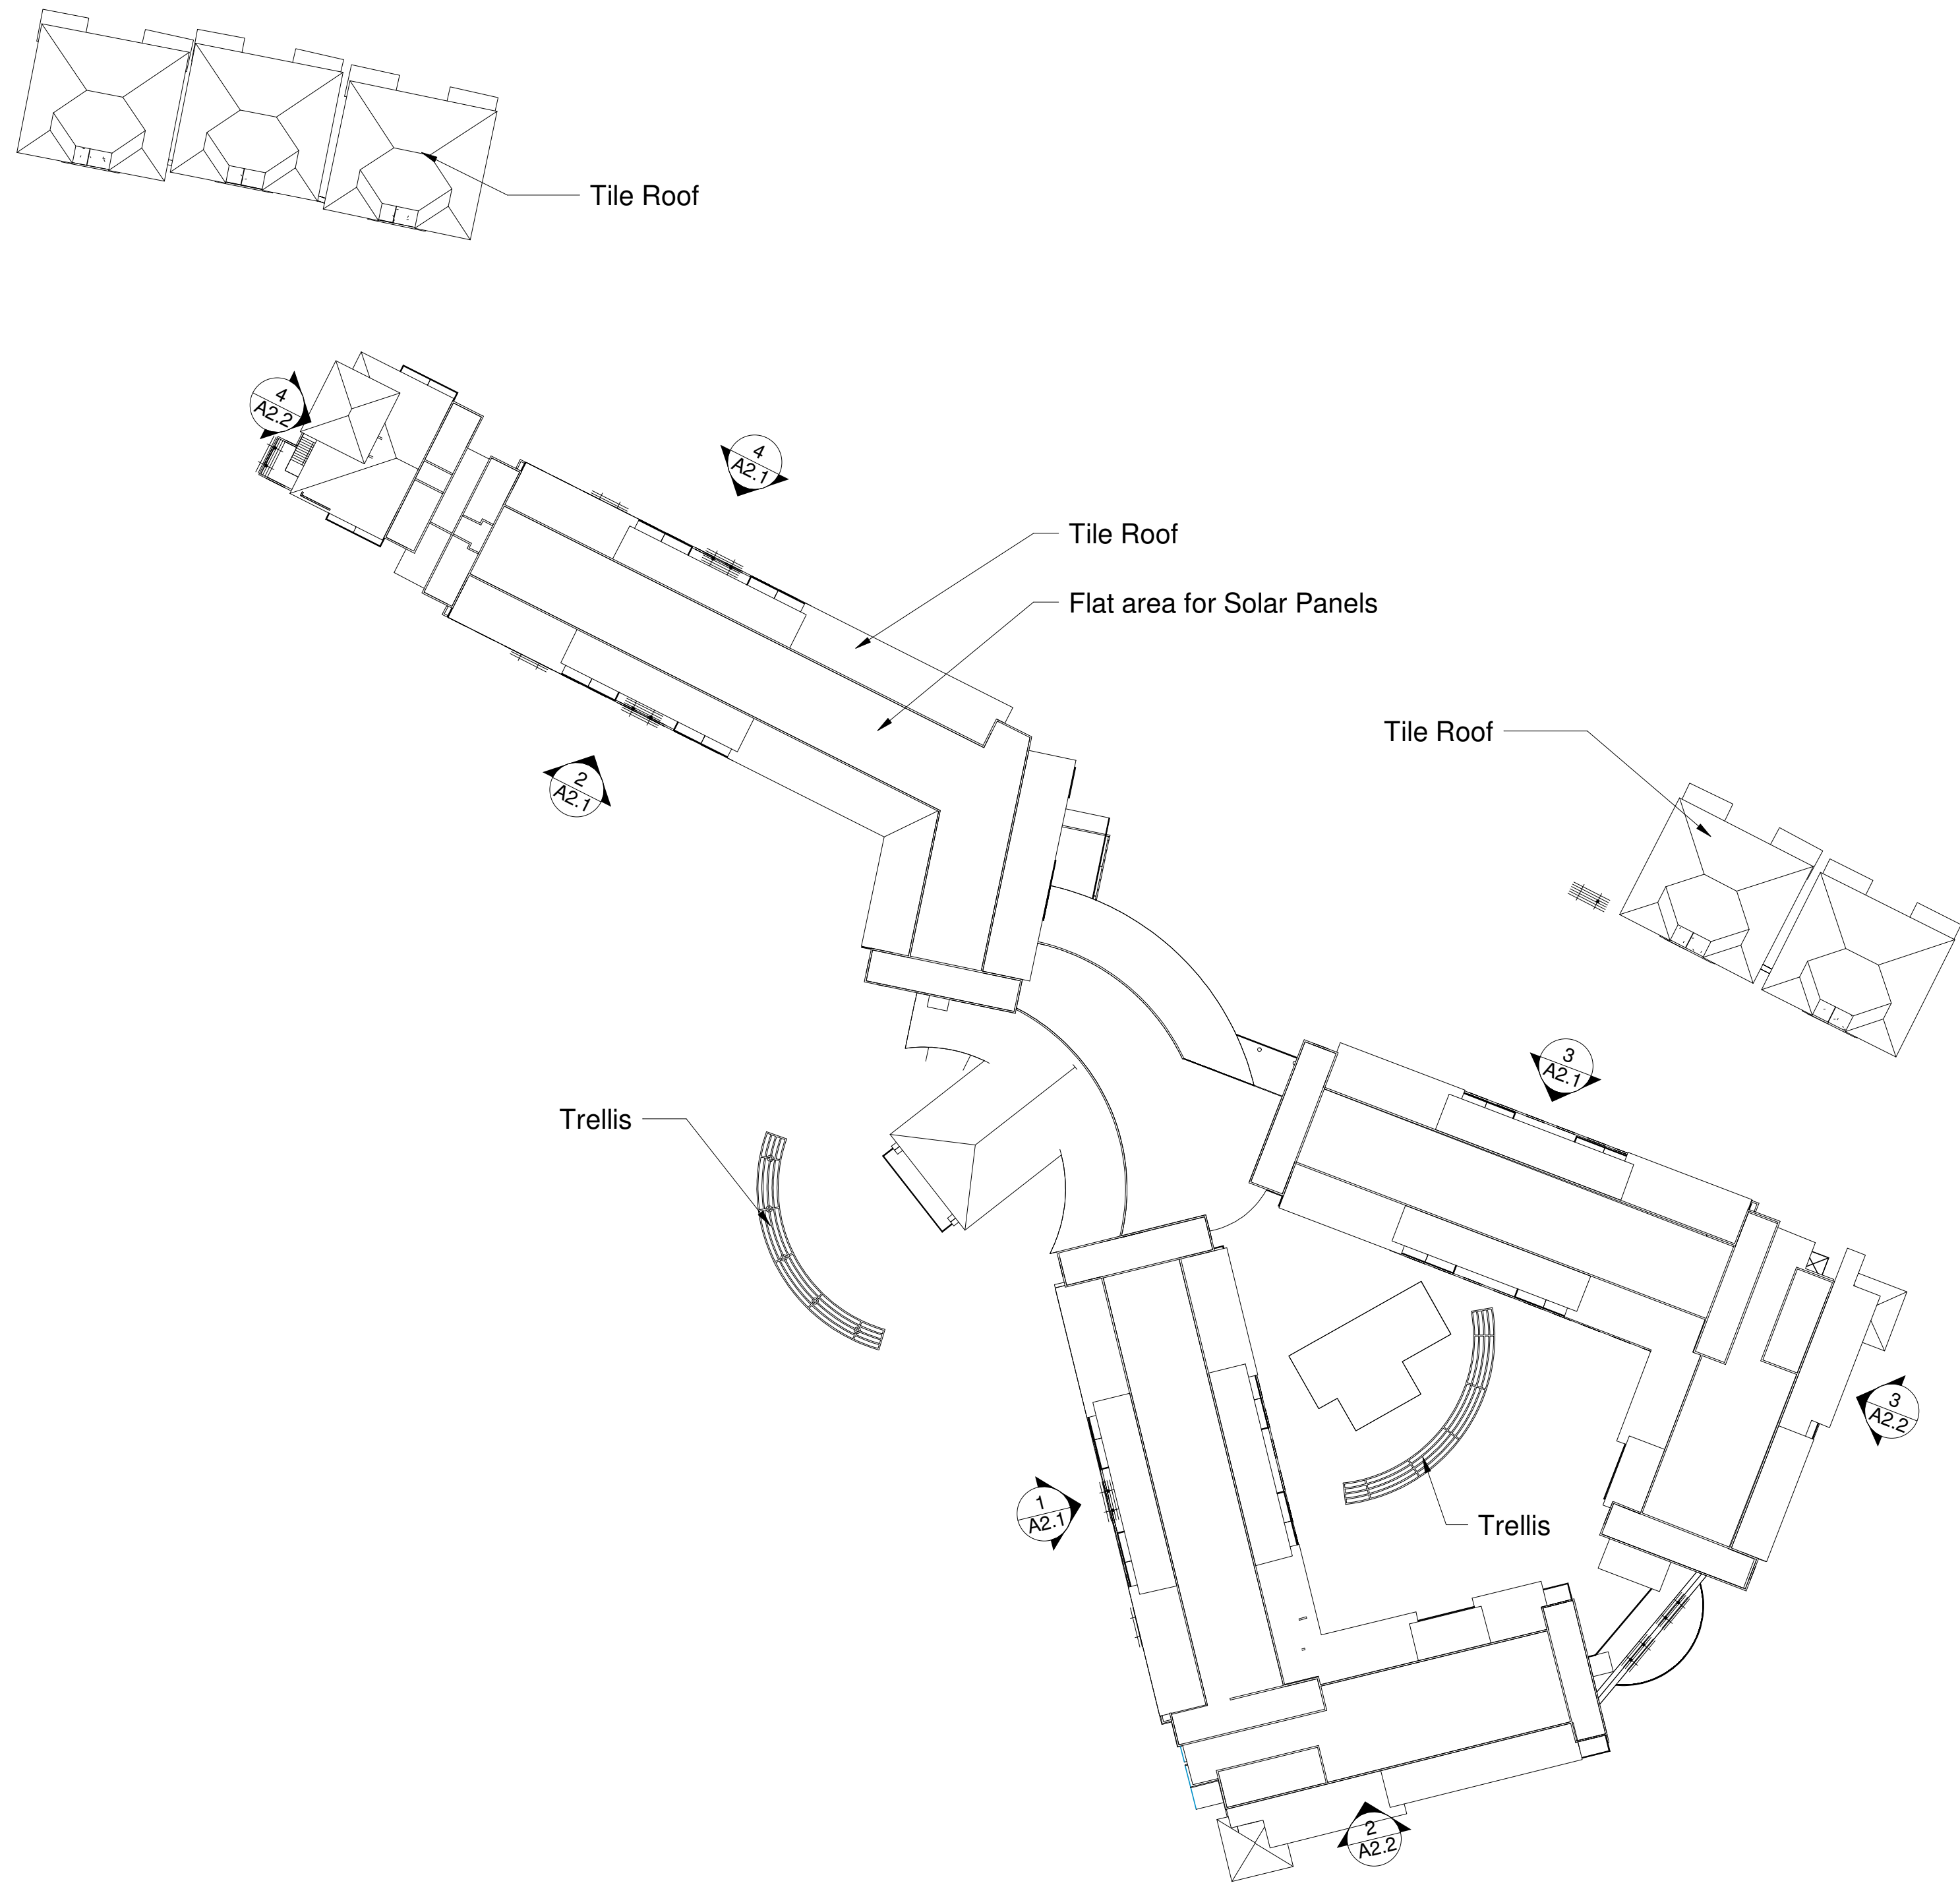 Tile Roof
4
A2.2
4
A2.1
Tile Roof
Flat area for Solar Panels
Tile Roof
2
A2.1
3
A2.1
Trellis
3
A2.2
1
A2.1
Trellis
2
A2.2